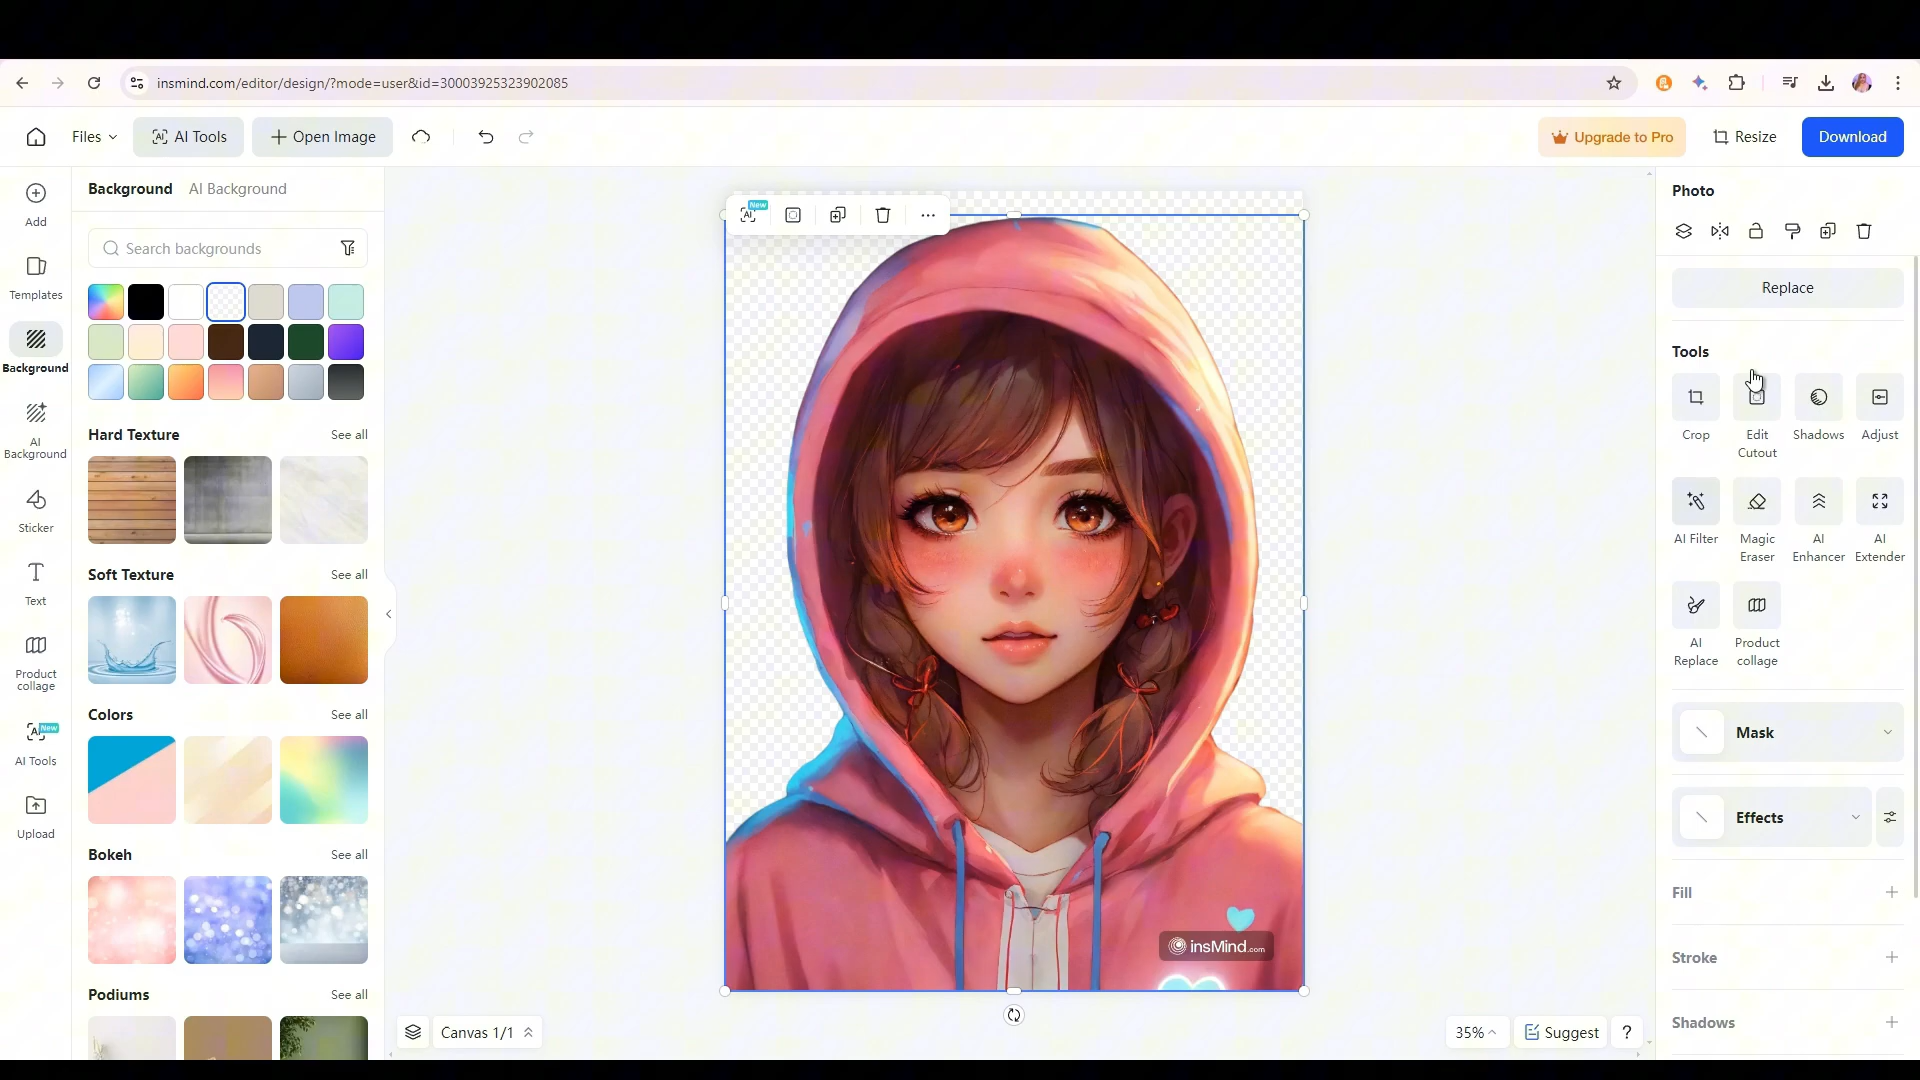 insmind.com/editor/design/?mode=user&id=30003925323902085
Files
AI Tools
Open Image
Upgrade to Pro
Resize
Download
Add
Templates
Background
AI
Background
Sticker
Text
Product
collage
New
AI Tools
Upload
Background
AI Background
Search backgrounds
Hard Texture
See all
Soft Texture
See all
Colors
See all
Bokeh
See all
Podiums
See all
AI
New
insMind.com
Canvas 1/1
35%
Suggest
?
Photo
Replace
Tools
Crop
Edit
Cutout
Shadows
Adjust
AI Filter
Magic
Eraser
AI
Enhancer
AI
Extender
AI
Replace
Product
collage
Mask
Effects
Fill
Stroke
Shadows